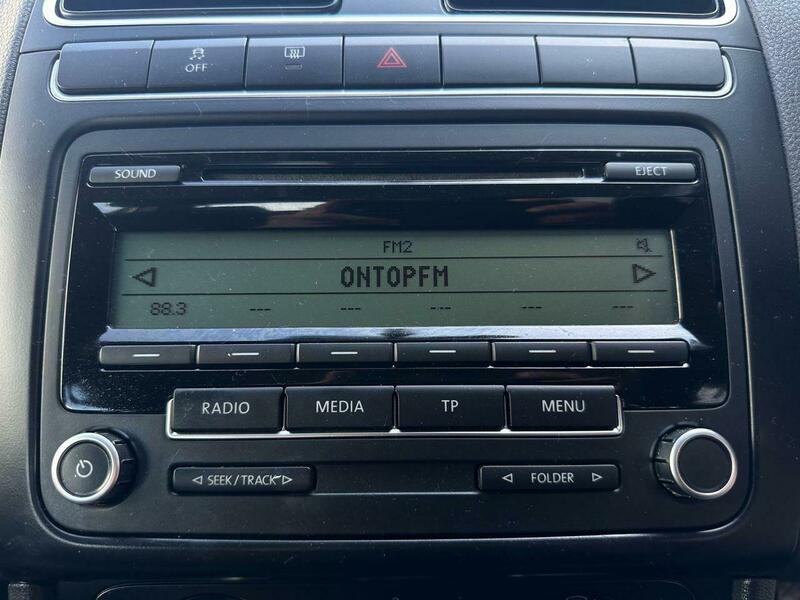 OFF
SOUND EJECT
FM2
ONTOPFM
88.3 --- --- --- --- ---
RADIO MEDIA TP MENU
SEEK/TRACK FOLDER